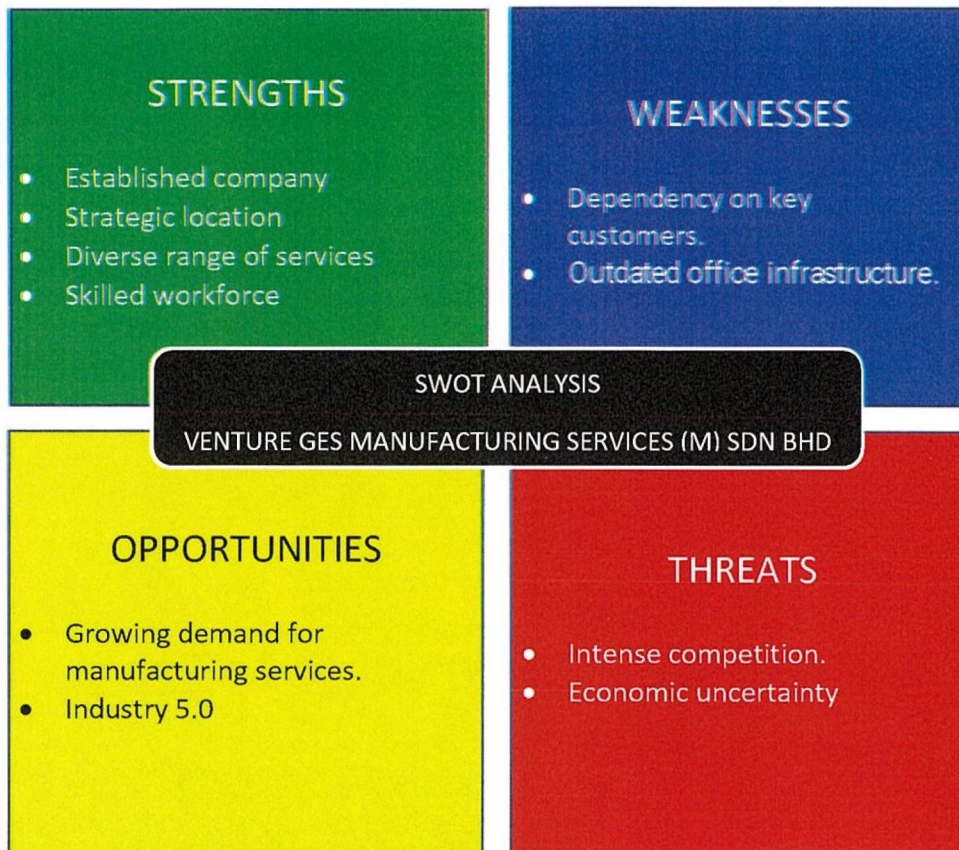 STRENGTHS
• Established company
• Strategic location
• Diverse range of services
• Skilled workforce
WEAKNESSES
• Dependency on key
customers.
• Outdated office infrastructure.
SWOT ANALYSIS
VENTURE GES MANUFACTURING SERVICES (M) SDN BHD
OPPORTUNITIES
• Growing demand for
manufacturing services.
• Industry 5.0
THREATS
• Intense competition.
• Economic uncertainty